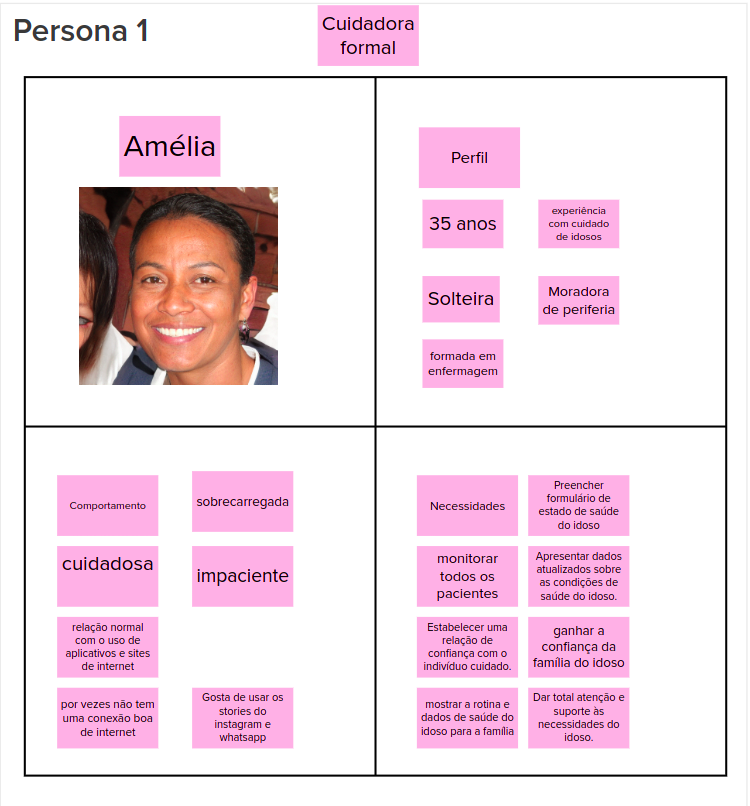 Persona 1
Cuidadora
formal
Amélia
Perfil
35 anos
experiência
com cuidado
de idosos
Solteira
Moradora
de periferia
formada em
enfermagem
Comportamento
sobrecarregada
cuidadosa
impaciente
relação normal
com o uso de
aplicativos e sites
de internet
por vezes não tem
uma conexão boa
de internet
Gosta de usar os
stories do
instagram e
whatsapp
Necessidades
Preencher
formulário de
estado de saúde
do idoso
monitorar
todos os
pacientes
Apresentar dados
atualizados sobre
as condições de
saúde do idoso.
Estabelecer uma
relação de
confiança com o
indivíduo cuidado.
ganhar a
confiança da
família do idoso
mostrar a rotina e
dados de saúde do
idoso para a família
Dar total atenção e
suporte às
necessidades do
idoso.